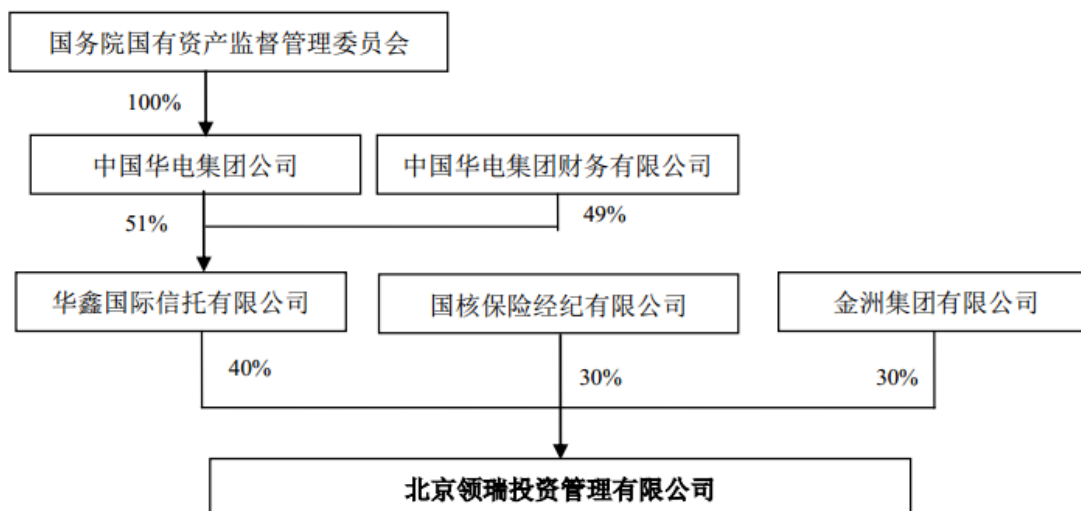 国务院国有资产监督管理委员会
100%
中国华电集团公司
中国华电集团财务有限公司
51%
49%
华鑫国际信托有限公司
国核保险经纪有限公司
金洲集团有限公司
40%
30%
30%
北京领瑞投资管理有限公司